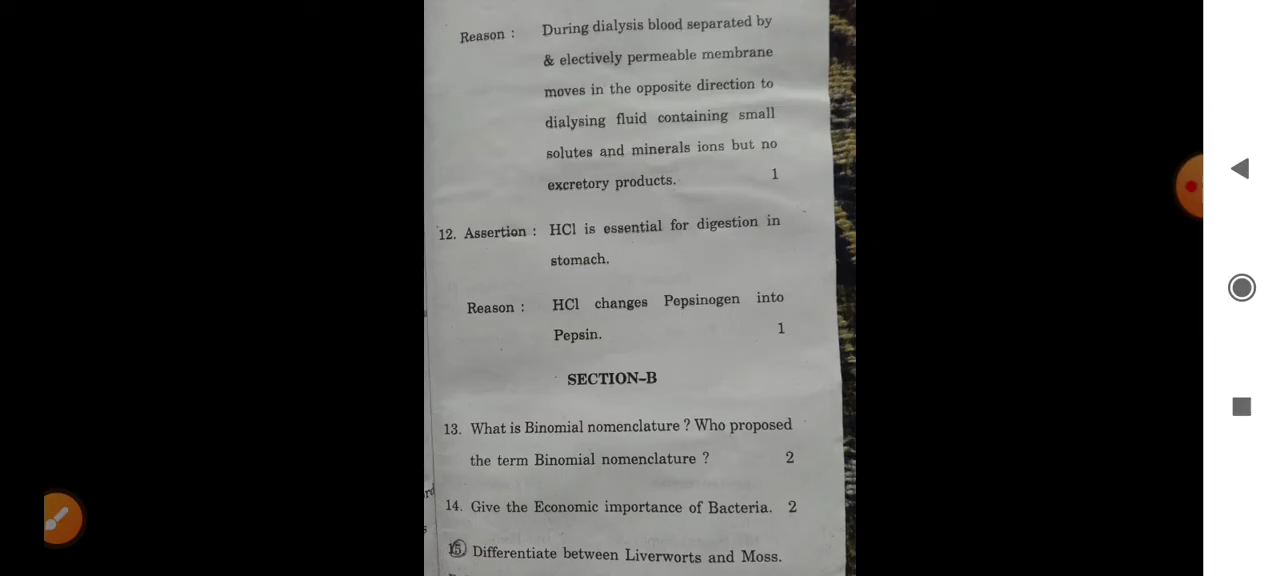 Reason : During dialysis blood separated by
& electively permeable membrane
moves in the opposite direction to
dialysing fluid containing small
solutes and minerals ions but no
excretory products. 1
12. Assertion : HCl is essential for digestion in
stomach.
Reason : HCl changes Pepsinogen into
Pepsin. 1
SECTION-B
13. What is Binomial nomenclature ? Who proposed
the term Binomial nomenclature ? 2
14. Give the Economic importance of Bacteria. 2
15 Differentiate between Liverworts and Moss.